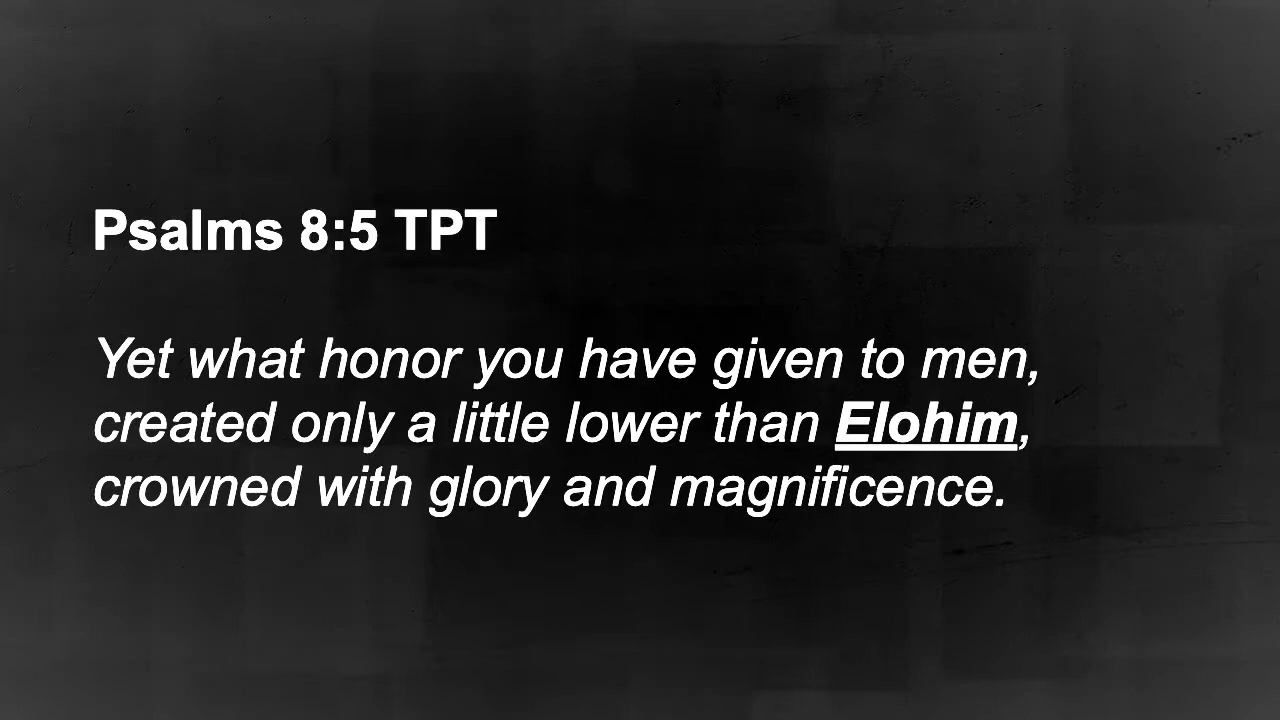 Psalms 8:5 TPT
Yet what honor you have given to men,
created only a little lower than Elohim,
crowned with glory and magnificence.